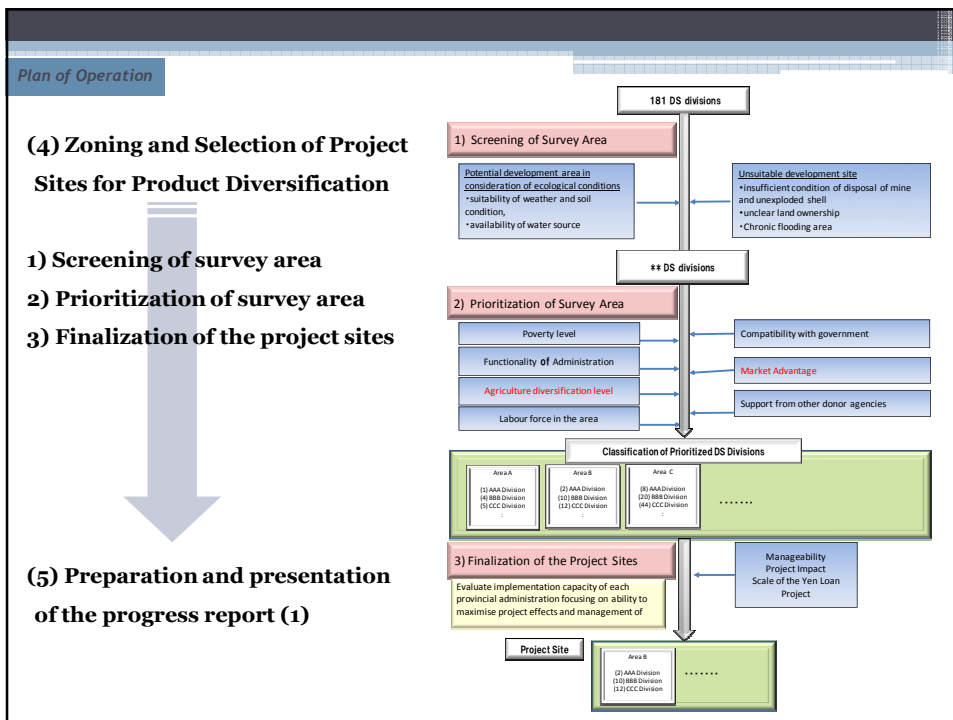 Plan of Operation
(4) Zoning and Selection of Project
Sites for Product Diversification
1) Screening of survey area
2) Prioritization of survey area
3) Finalization of the project sites
(5) Preparation and presentation
of the progress report (1)
181 DS divisions
1) Screening of Survey Area
Potential development area in
consideration of ecological conditions
・suitability of weather and soil
condition,
・availability of water source
Unsuitable development site
•insufficient condition of disposal of mine
and unexploded shell
•unclear land ownership
・Chronic flooding area
** DS divisions
2) Prioritization of Survey Area
Poverty level
Functionality of Administration
Agriculture diversification level
Labour force in the area
Compatibility with government
Market Advantage
Support from other donor agencies
Classification of Prioritized DS Divisions
Area A
(1) AAA Division
(4) BBB Division
(5) CCC Division
:
Area B
(2) AAA Division
(10) BBB Division
(12) CCC Division
:
Area C
(8) AAA Division
(20) BBB Division
(44) CCC Division
:
.......
3) Finalization of the Project Sites
Evaluate implementation capacity of each
provincial administration focusing on ability to
maximise project effects and management of
Manageability
Project Impact
Scale of the Yen Loan
Project
Project Site
Area B
(2) AAA Division
(10) BBB Division
(12) CCC Division
.......